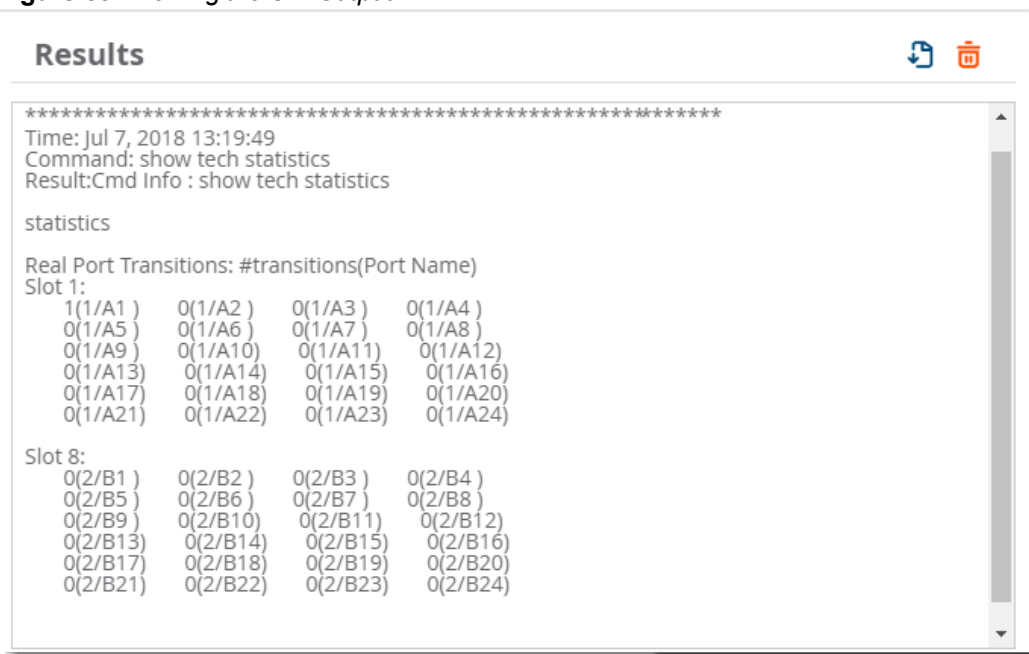 Results
************************************************************
Time: Jul 7, 2018 13:19:49
Command: show tech statistics
Result:Cmd Info : show tech statistics
statistics
Real Port Transitions: #transitions(Port Name)
Slot 1:
1(1/A1 ) 0(1/A2 ) 0(1/A3 ) 0(1/A4 )
0(1/A5 ) 0(1/A6 ) 0(1/A7 ) 0(1/A8 )
0(1/A9 ) 0(1/A10) 0(1/A11) 0(1/A12)
0(1/A13) 0(1/A14) 0(1/A15) 0(1/A16)
0(1/A17) 0(1/A18) 0(1/A19) 0(1/A20)
0(1/A21) 0(1/A22) 0(1/A23) 0(1/A24)
Slot 8:
0(2/B1 ) 0(2/B2 ) 0(2/B3 ) 0(2/B4 )
0(2/B5 ) 0(2/B6 ) 0(2/B7 ) 0(2/B8 )
0(2/B9 ) 0(2/B10) 0(2/B11) 0(2/B12)
0(2/B13) 0(2/B14) 0(2/B15) 0(2/B16)
0(2/B17) 0(2/B18) 0(2/B19) 0(2/B20)
0(2/B21) 0(2/B22) 0(2/B23) 0(2/B24)